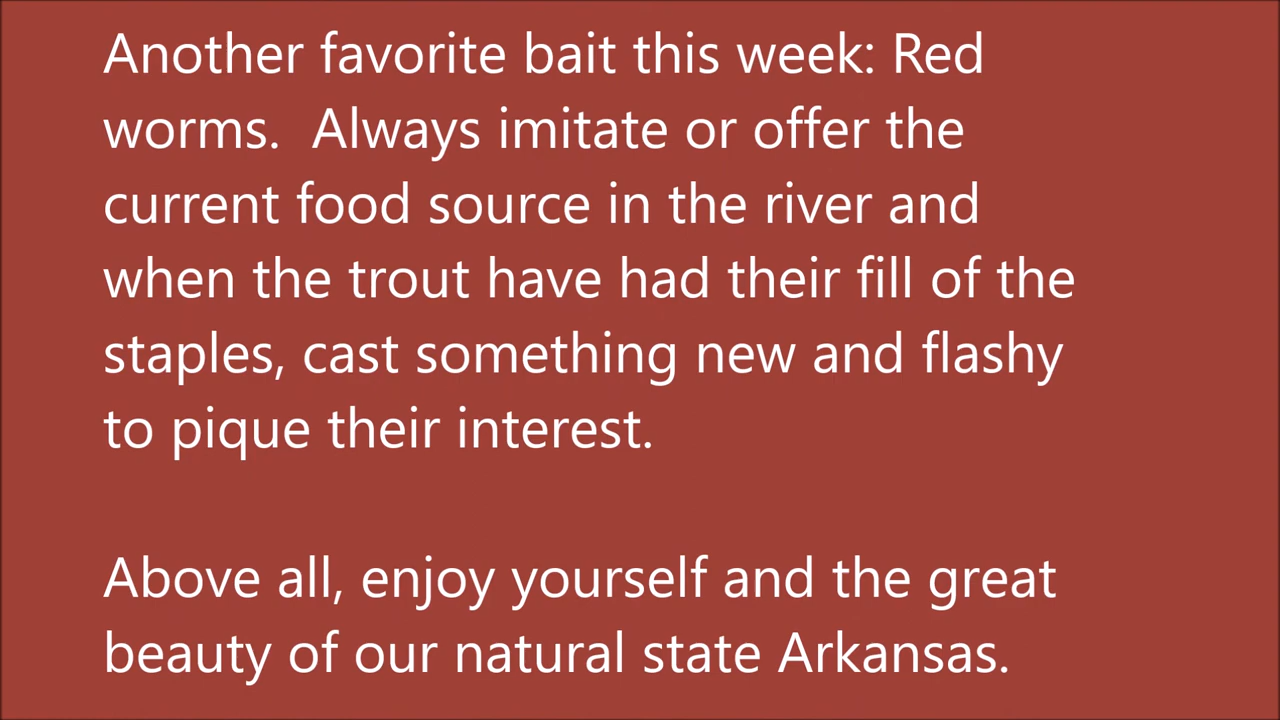 Another favorite bait this week: Red
worms.  Always imitate or offer the
current food source in the river and
when the trout have had their fill of the
staples, cast something new and flashy
to pique their interest.
Above all, enjoy yourself and the great
beauty of our natural state Arkansas.